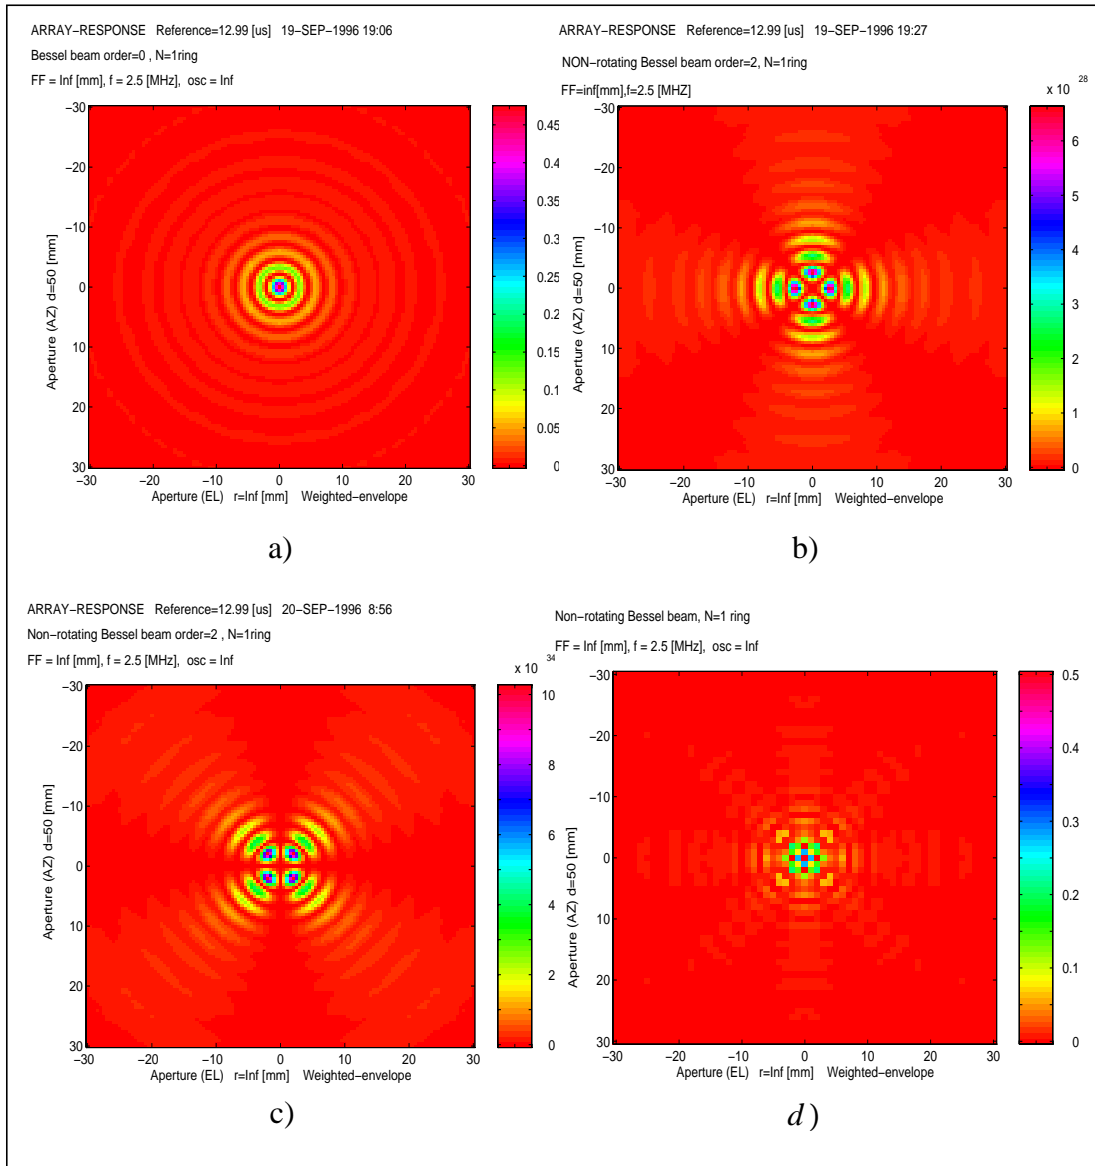 ARRAY−RESPONSE Reference=12.99 [us] 19−SEP−1996 19:06
Bessel beam order=0 , N=1ring
FF = Inf [mm], f = 2.5 [MHz], osc = Inf
−30
−20
−10
0
10
20
30
Aperture (AZ) d=50 [mm]
−30 −20 −10 0 10 20 30
Aperture (EL) r=Inf [mm] Weighted−envelope
0.45
0.4
0.35
0.3
0.25
0.2
0.15
0.1
0.05
0
a)
ARRAY−RESPONSE Reference=12.99 [us] 19−SEP−1996 19:27
NON−rotating Bessel beam order=2, N=1ring
FF=inf[mm],f=2.5 [MHZ]
x 10 28
−30
−20
−10
0
10
20
30
Aperture (AZ) d=50 [mm]
−30 −20 −10 0 10 20 30
Aperture (EL) r=Inf [mm] Weighted−envelope
6
5
4
3
2
1
0
b)
ARRAY−RESPONSE Reference=12.99 [us] 20−SEP−1996 8:56
Non−rotating Bessel beam order=2 , N=1ring
FF = Inf [mm], f = 2.5 [MHz], osc = Inf
x 10 34
−30
−20
−10
0
10
20
30
Aperture (AZ) d=50 [mm]
−30 −20 −10 0 10 20 30
Aperture (EL) r=Inf [mm] Weighted−envelope
10
8
6
4
2
0
c)
Non−rotating Bessel beam, N=1 ring
FF = Inf [mm], f = 2.5 [MHz], osc = Inf
−30
−20
−10
0
10
20
30
Aperture (AZ) d=50 [mm]
−30 −20 −10 0 10 20 30
Aperture (EL) r=Inf [mm] Weighted−envelope
0.5
0.4
0.3
0.2
0.1
0
d)